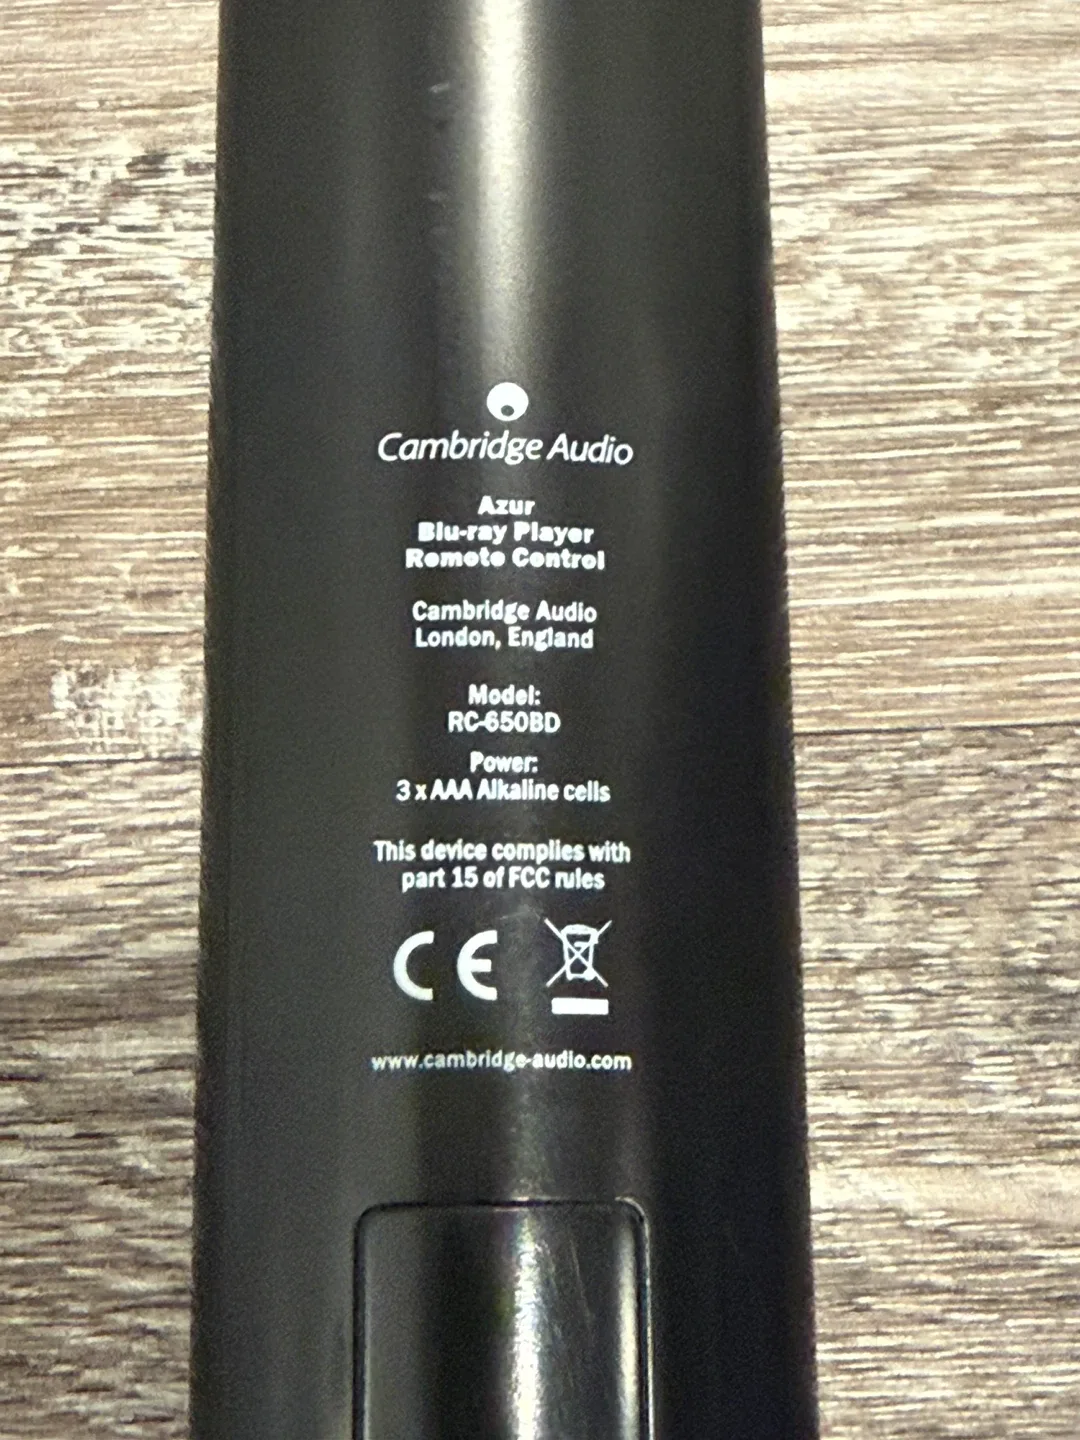 Cambridge Audio
Azur
Blu-ray Player
Remote Control
Cambridge Audio
London, England
Model:
RC-650BD
Power:
3 x AAA Alkaline cells
This device complies with
part 15 of FCC rules
CE
www.cambridge-audio.com